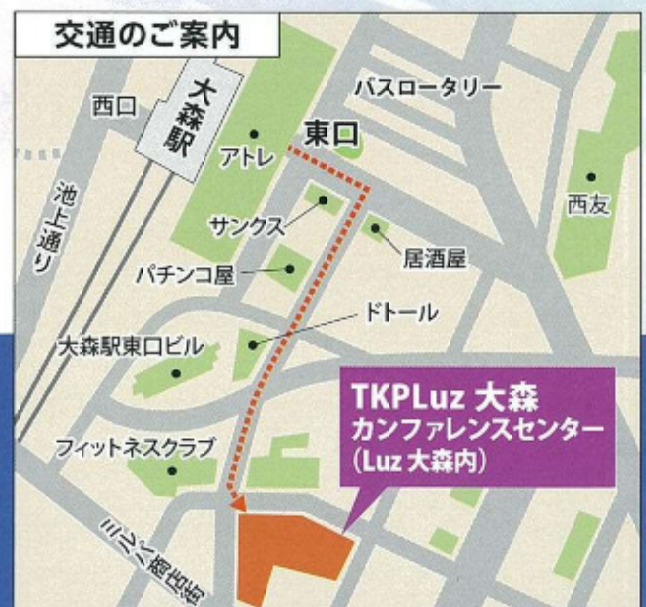 交通のご案内
西口
大森駅
アトレ
東口
バスロータリー
西友
池上通り
サンクス
居酒屋
パチンコ屋
ドトール
大森駅東口ビル
TKPLuz 大森
カンファレンスセンター
(Luz 大森内)
フィットネスクラブ
ミルパ商店街